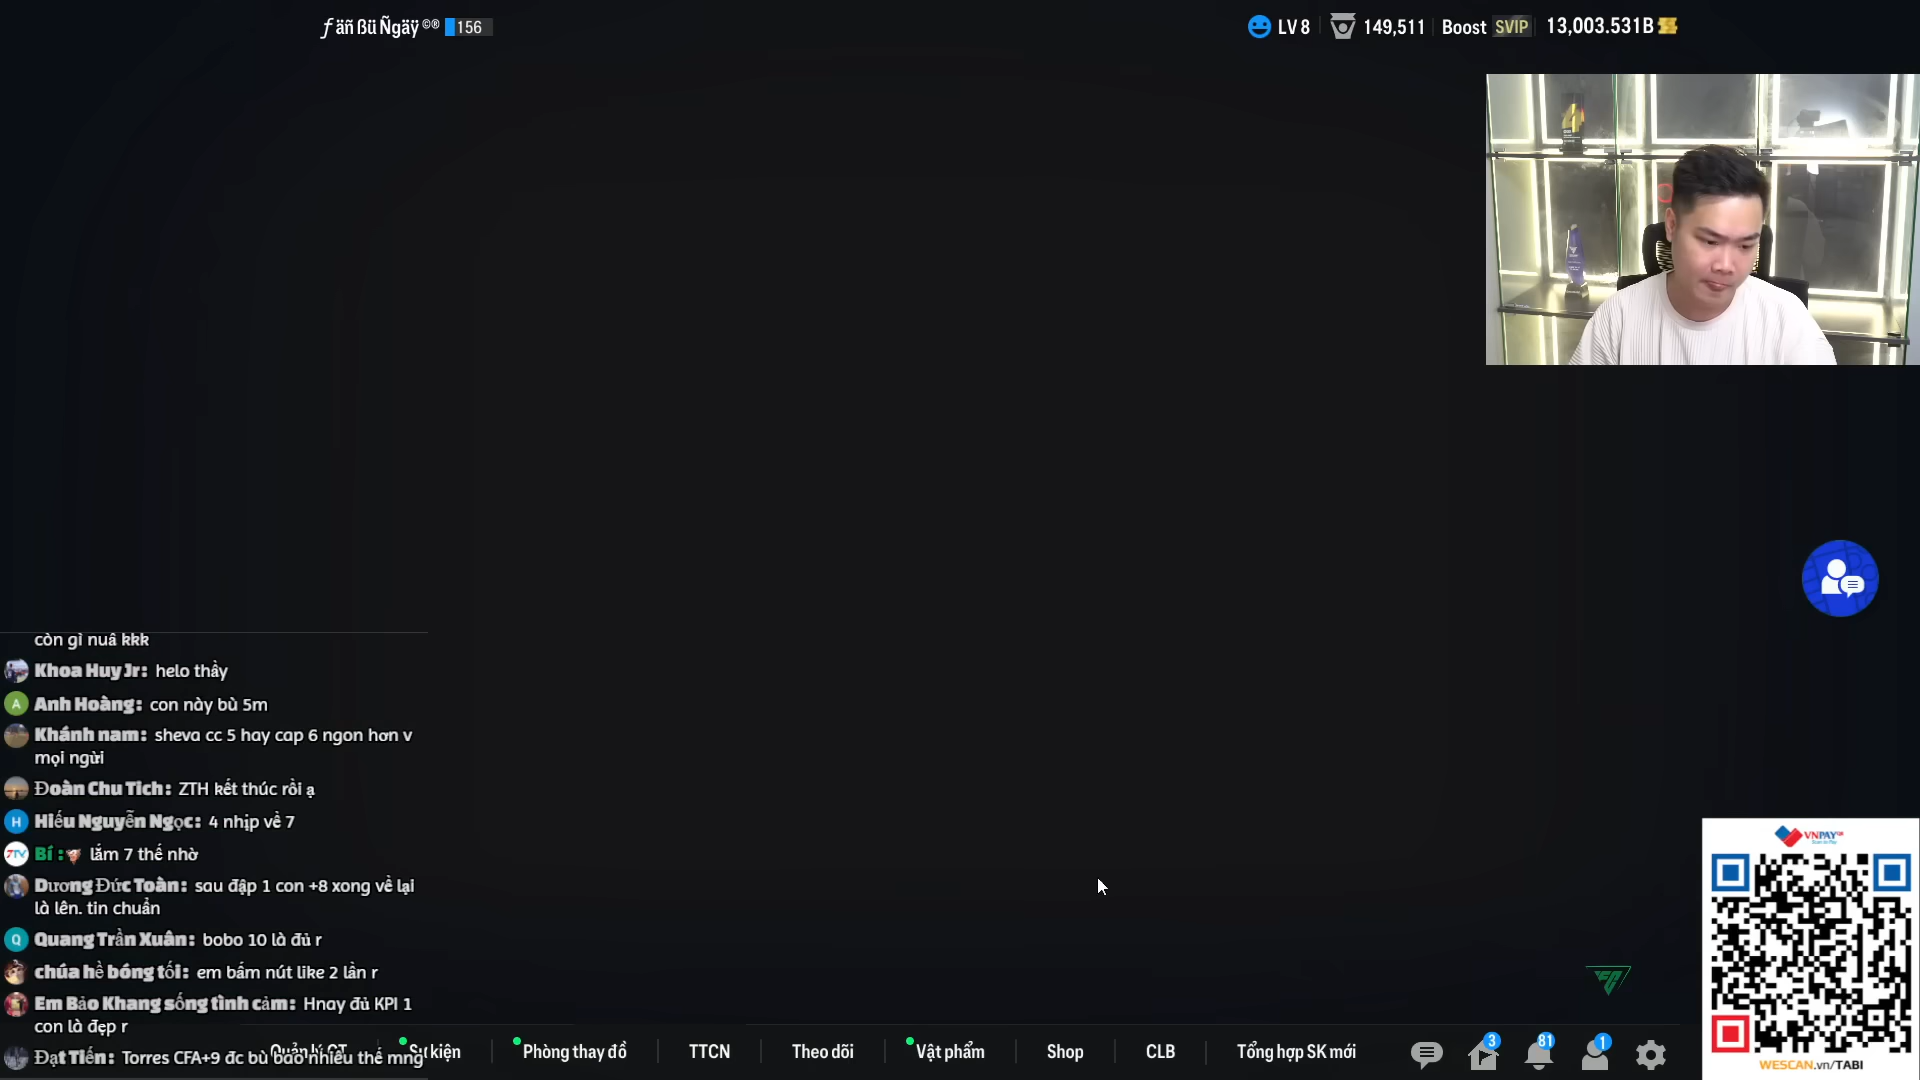 ƒäñ ßü Ñgäÿ ©® 156
LV 8 149,511 Boost SVIP 13,003.531B
còn gì nuã kkk
Khoa Huy Jr: helo thầy
Anh Hoàng: con này bù 5m
Khánh nam: sheva cc 5 hay cap 6 ngon hơn v
mọi ngừi
Đoàn Chu Tich: ZTH kết thúc rồi ạ
Hiếu Nguyễn Ngọc: 4 nhịp về 7
Bí : lắm 7 thế nhờ
Dương Đức Toàn: sau đập 1 con +8 xong về lại
là lên. tin chuẩn
Quang Trần Xuân: bobo 10 là đủ r
chúa hề bóng tối: em bấm nút like 2 lần r
Em Bảo Khang sống tình cảm: Hnay đủ KPI 1
con là đẹp r
Đạt Tiến: Torres CFA+9 đc bù bao nhiêu thế mng
Sự kiện Phòng thay đồ TTCN Theo dõi Vật phẩm Shop CLB Tổng hợp SK mới 3 81 1
VNPAY QR
WESCAN.vn/TABI